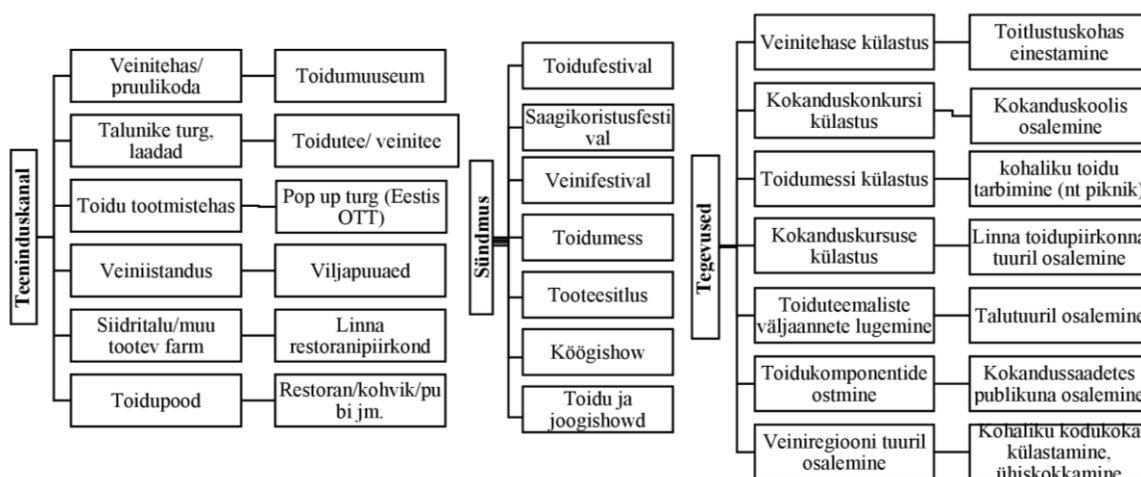 Teeninduskanal
Veinitehas/
pruulikoda
Toidumuuseum
Talunike turg,
laadad
Toidutee/ veinitee
Toidu tootmistehas
Pop up turg (Eestis
OTT)
Veiniistandus
Viljapuuaed
Siidritalu/muu
tootev farm
Linna
restoranipiirkond
Toidupood
Restoran/kohvik/pu
bi jm.
Sündmus
Toidufestival
Saagikoristusfesti
val
Veinifestival
Toidumess
Tooteesitlus
Köögishow
Toidu ja
joogishowd
Tegevused
Veinitehase külastus
Toitlustuskohas
einestamine
Kokanduskonkursi
külastus
Kokanduskoolis
osalemine
Toidumessi külastus
kohaliku toidu
tarbimine (nt piknik)
Kokanduskursuse
külastus
Linna toidupiirkonna
tuuril osalemine
Toiduteemaliste
väljaannete lugemine
Talutuuril osalemine
Toidukomponentide
ostmine
Kokandussaadetes
publikuna osalemine
Veiniregiooni tuuril
osalemine
Kohaliku kodukoka
külastamine,
ühiskokkamine